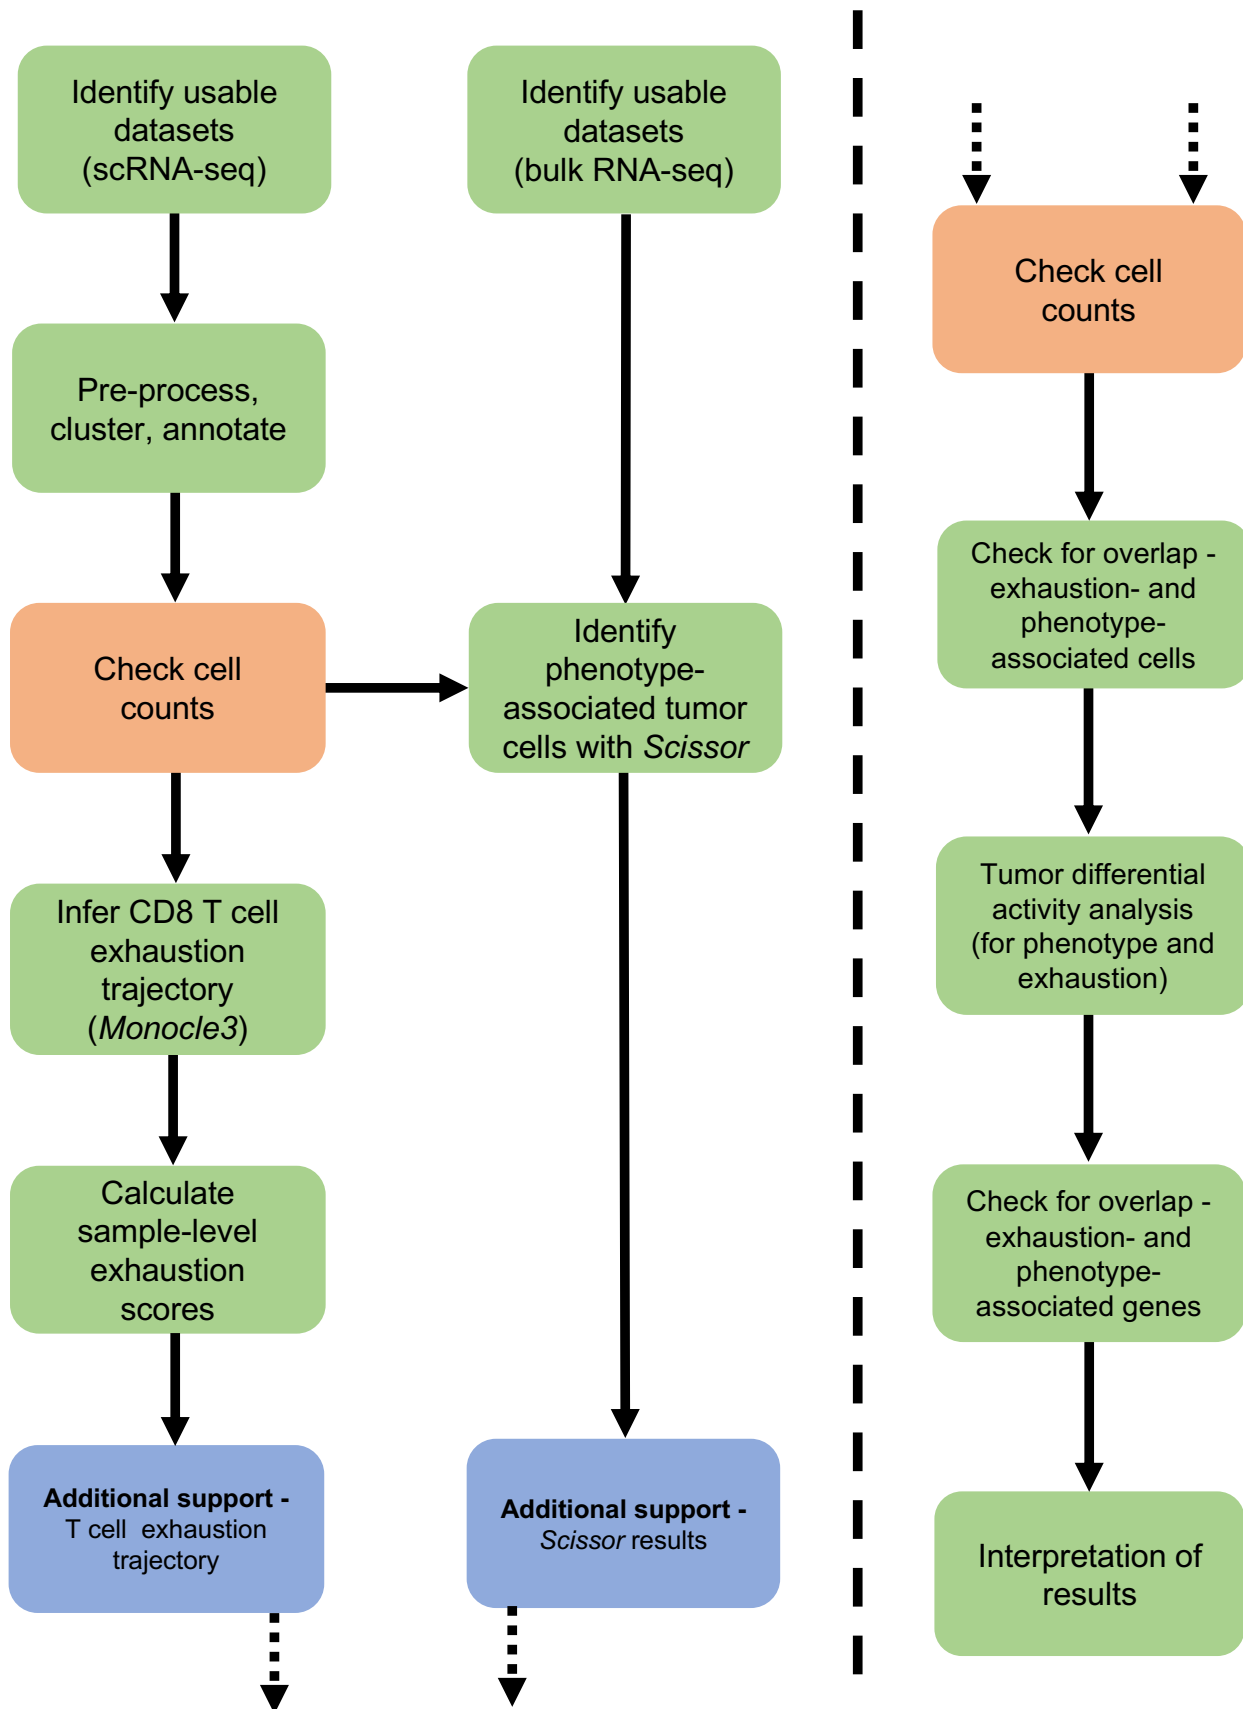 Identify usable
datasets
(scRNA-seq)
Pre-process,
cluster, annotate
Check cell
counts
Infer CD8 T cell
exhaustion
trajectory
(Monocle3)
Calculate
sample-level
exhaustion
scores
Additional support -
T cell exhaustion
trajectory
Identify usable
datasets
(bulk RNA-seq)
Identify
phenotype-
associated tumor
cells with Scissor
Additional support -
Scissor results
Check cell
counts
Check for overlap -
exhaustion- and
phenotype-
associated cells
Tumor differential
activity analysis
(for phenotype and
exhaustion)
Check for overlap -
exhaustion- and
phenotype-
associated genes
Interpretation of
results